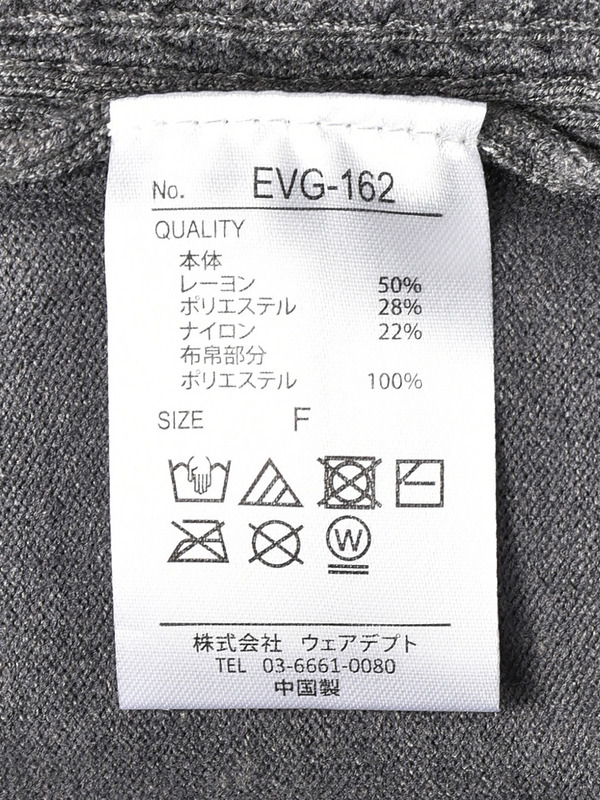 No. EVG-162
QUALITY
本体
レーヨン 50%
ポリエステル 28%
ナイロン 22%
布帛部分
ポリエステル 100%
SIZE F
W
株式会社 ウェアデプト
TEL 03-6661-0080
中国製